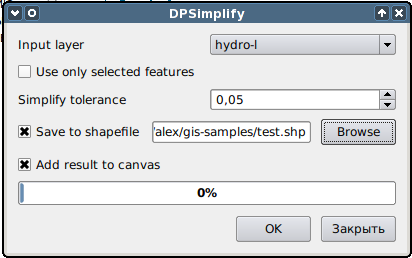 DPSimplify
Input layer hydro-l
Use only selected features
Simplify tolerance 0,05
Save to shapefile /alex/gis-samples/test.shp Browse
Add result to canvas
0%
OK Закрыть